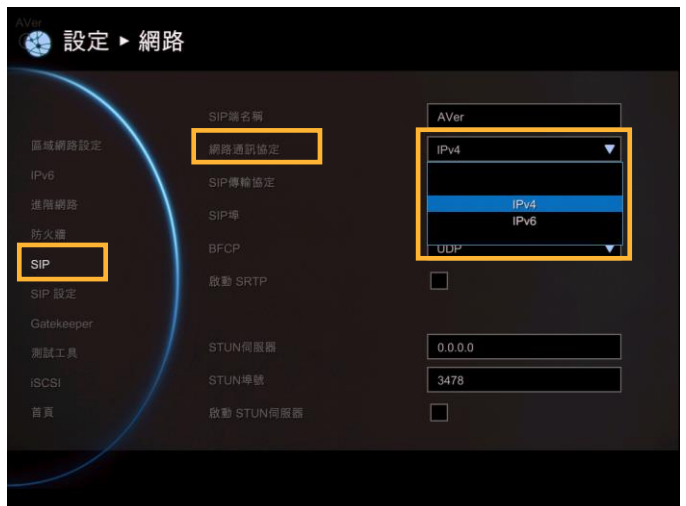 AVer
設定 ▸ 網路
SIP端名稱
AVer
區域網路設定
網路通訊協定
IPv4
IPv6
SIP傳輸協定
進階網路
IPv4
SIP埠
IPv6
防火牆
BFCP
UDP
SIP
啟動 SRTP
SIP 設定
Gatekeeper
STUN伺服器
0.0.0.0
測試工具
STUN埠號
3478
iSCSI
首頁
啟動 STUN伺服器